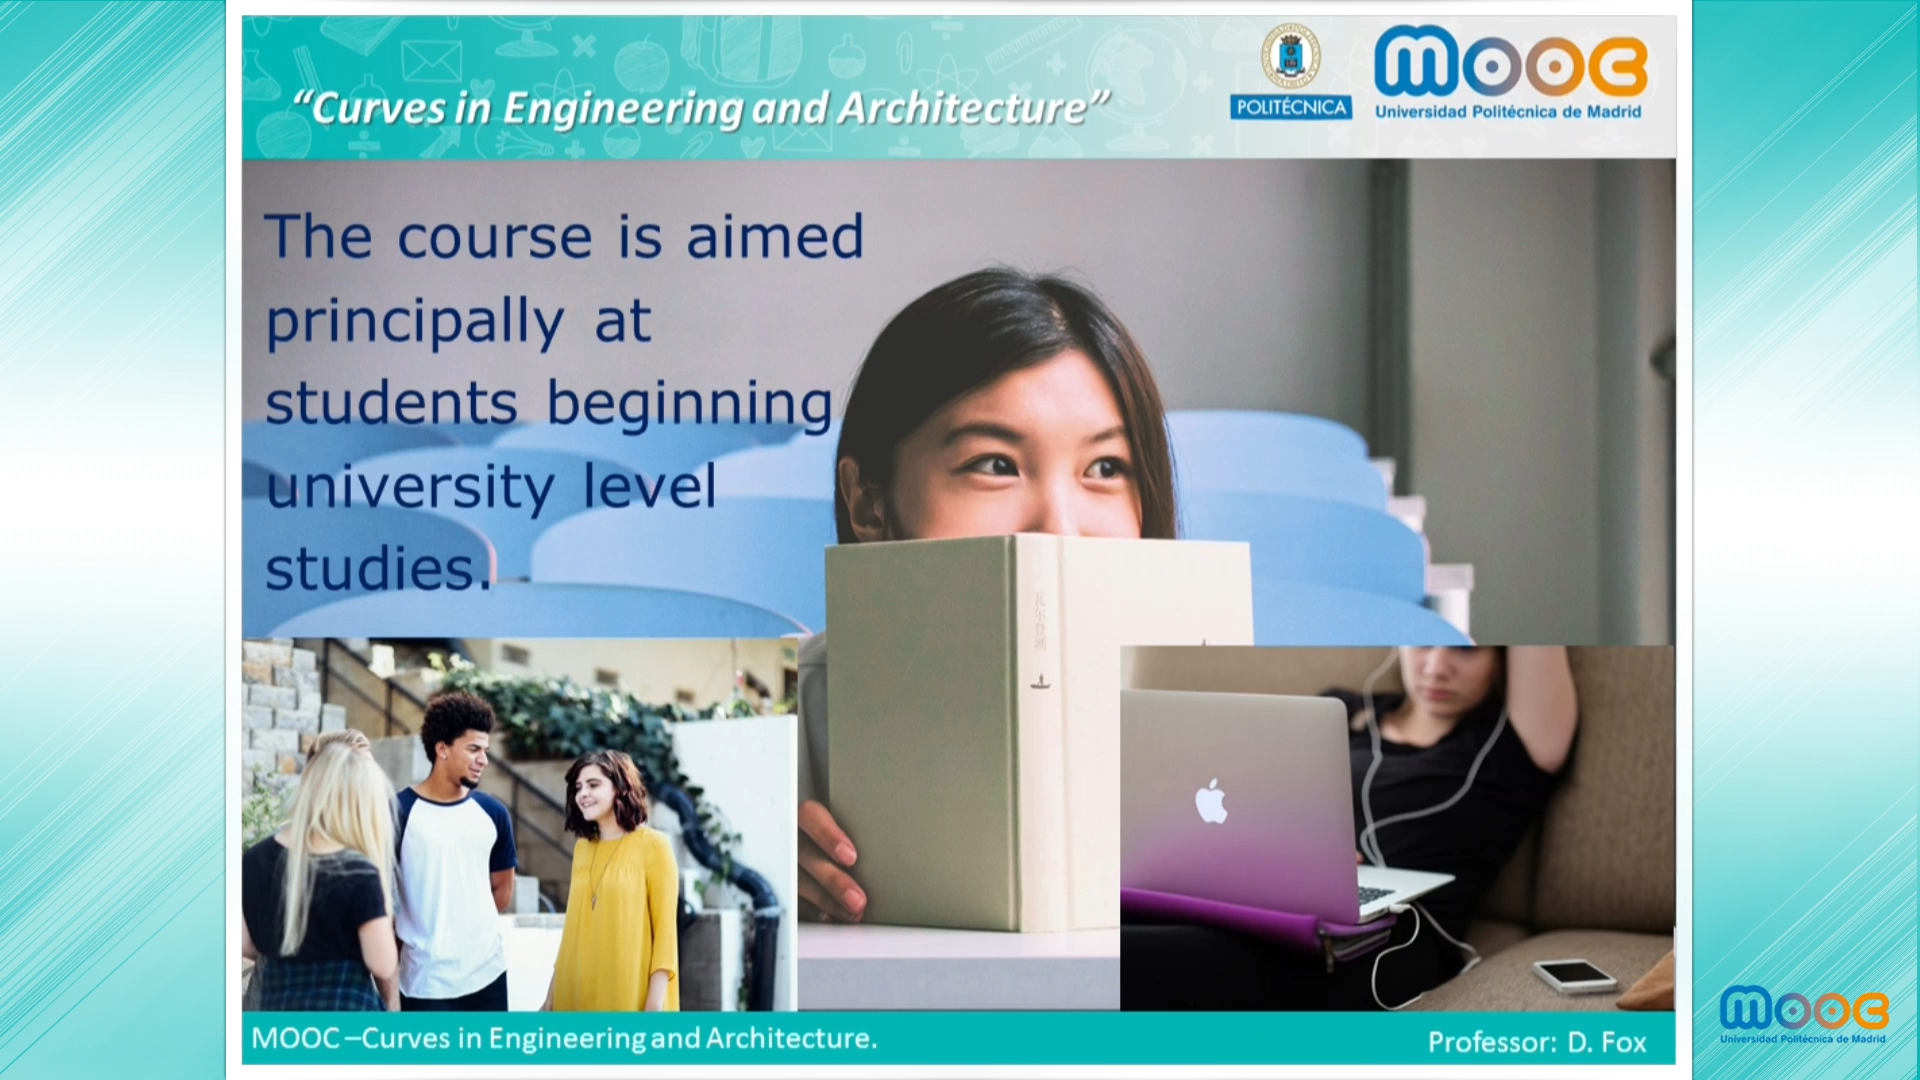 “Curves in Engineering and Architecture”
POLITÉCNICA
mooc
Universidad Politécnica de Madrid
The course is aimed
principally at
students beginning
university level
studies.
MOOC –Curves in Engineering and Architecture.
Professor: D. Fox
mooc
Universidad Politécnica de Madrid